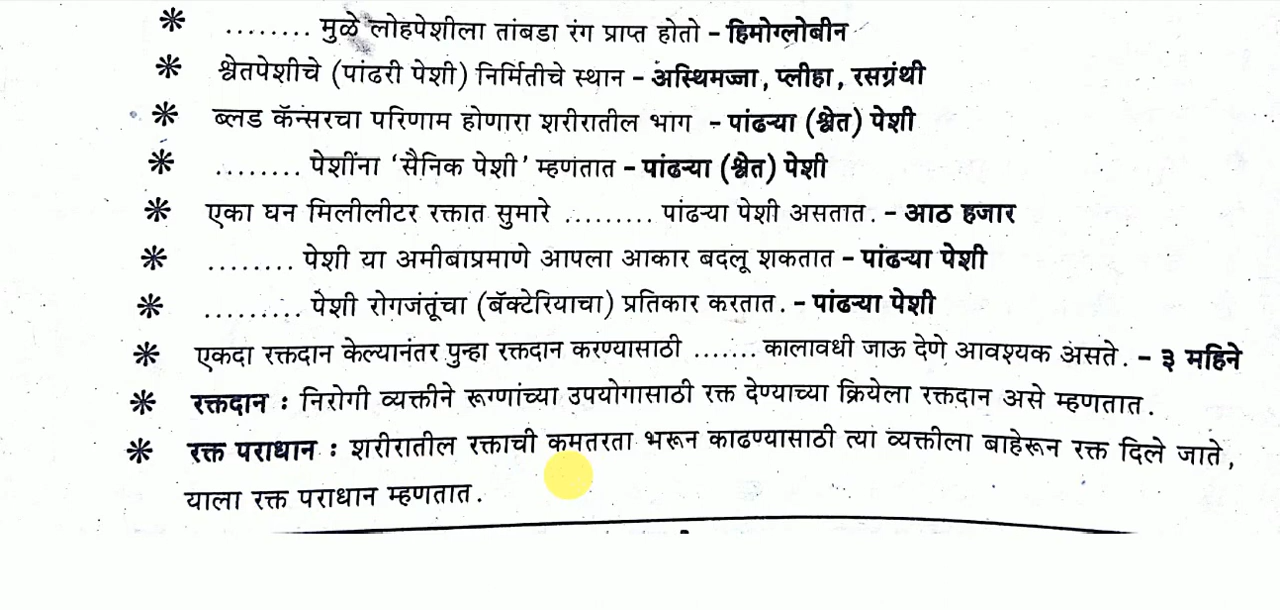 * ........ मुळे लोहपेशीला तांबडा रंग प्राप्त होतो - हिमोग्लोबीन
* श्वेतपेशीचे (पांढरी पेशी) निर्मितीचे स्थान - अस्थिमज्जा, प्लीहा, रसग्रंथी
* ब्लड कॅन्सरचा परिणाम होणारा शरीरातील भाग - पांढऱ्या (श्वेत) पेशी
* ........ पेशींना 'सैनिक पेशी' म्हणतात - पांढऱ्या (श्वेत) पेशी
* एका घन मिलीलीटर रक्तात सुमारे ......... पांढऱ्या पेशी असतात. - आठ हजार
* ........ पेशी या अमीबाप्रमाणे आपला आकार बदलू शकतात - पांढऱ्या पेशी
* ......... पेशी रोगजंतूंचा (बॅक्टेरियाचा) प्रतिकार करतात. - पांढऱ्या पेशी
* एकदा रक्तदान केल्यानंतर पुन्हा रक्तदान करण्यासाठी ....... कालावधी जाऊ देणे आवश्यक असते. - ३ महिने
* रक्तदान : निरोगी व्यक्तीने रूग्णांच्या उपयोगासाठी रक्त देण्याच्या क्रियेला रक्तदान असे म्हणतात.
* रक्त पराधान : शरीरातील रक्ताची कमतरता भरून काढण्यासाठी त्या व्यक्तीला बाहेरून रक्त दिले जाते,
याला रक्त पराधान म्हणतात.